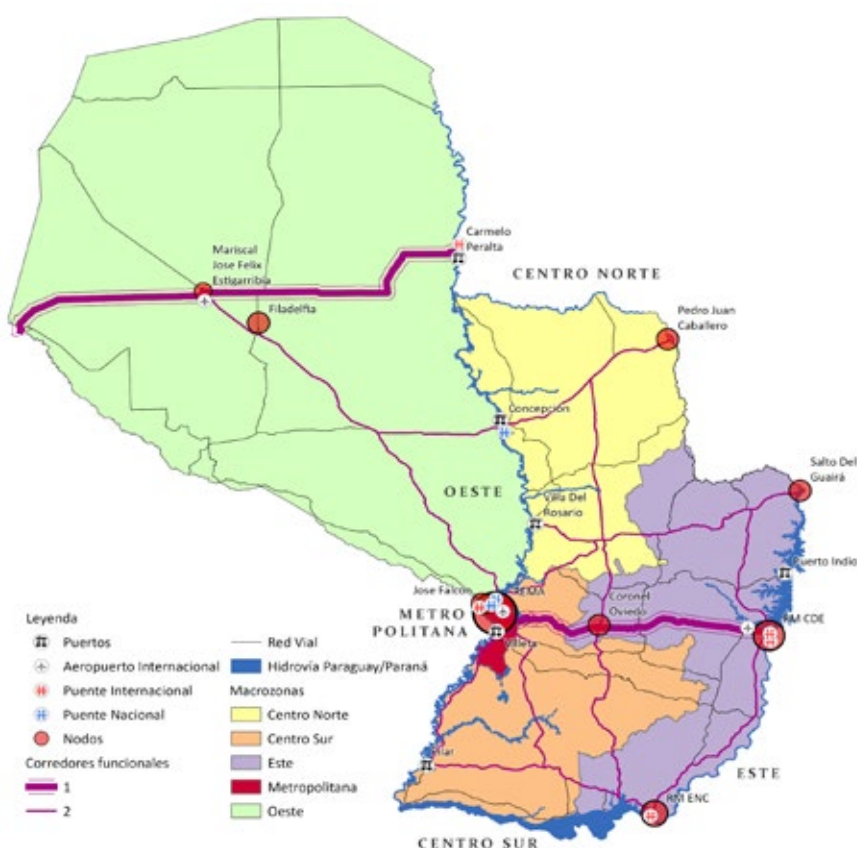 Carmelo
Peralta
CENTRO NORTE
Mariscal
Jose Felix
Estigarribia
Filadelfia
Pedro Juan
Caballero
Concepción
Salto Del
Guairá
OESTE
Villa Del
Rosario
Puerto Indio
Jose Falcon
Coronel
Oviedo
METRO
POLITANA
Villeta
RM CDE
Pilar
ESTE
RM ENC
CENTRO SUR
Leyenda
Puertos
Aeropuerto Internacional
Puente Internacional
Puente Nacional
Nodos
Corredores funcionales
1
2
Red Vial
Hidrovía Paraguay/Paraná
Macrozonas
Centro Norte
Centro Sur
Este
Metropolitana
Oeste